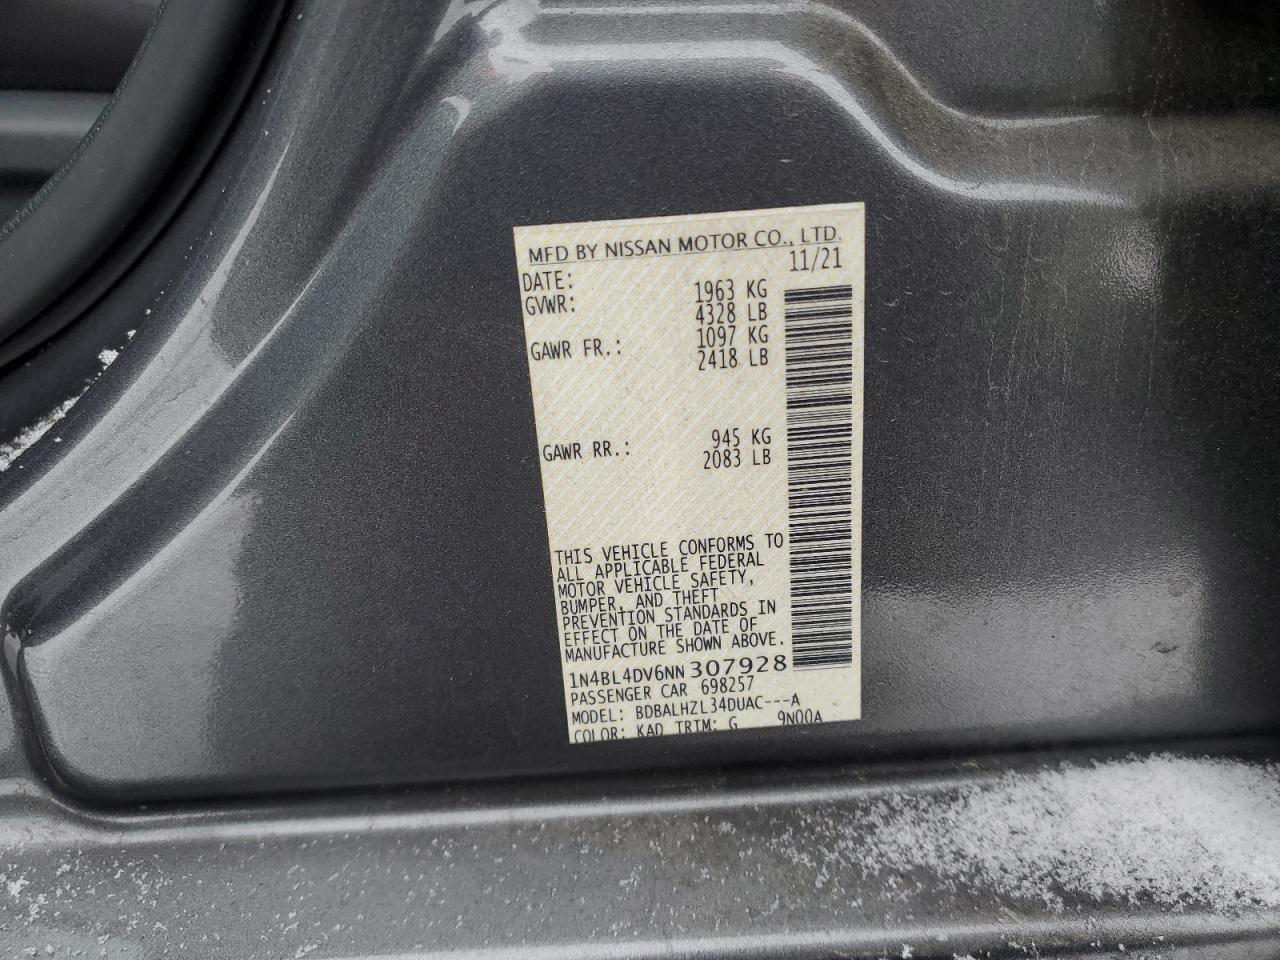 MFD BY NISSAN MOTOR CO., LTD.
DATE: 11/21
GVWR: 1963 KG
4328 LB
GAWR FR.: 1097 KG
2418 LB
GAWR RR.: 945 KG
2083 LB
THIS VEHICLE CONFORMS TO
ALL APPLICABLE FEDERAL
MOTOR VEHICLE SAFETY,
BUMPER, AND THEFT
PREVENTION STANDARDS IN
EFFECT ON THE DATE OF
MANUFACTURE SHOWN ABOVE.
1N4BL4DV6NN307928
PASSENGER CAR 698257
MODEL: BDBALHZL34DUAC---A
COLOR: KAD TRIM: G 9N00A